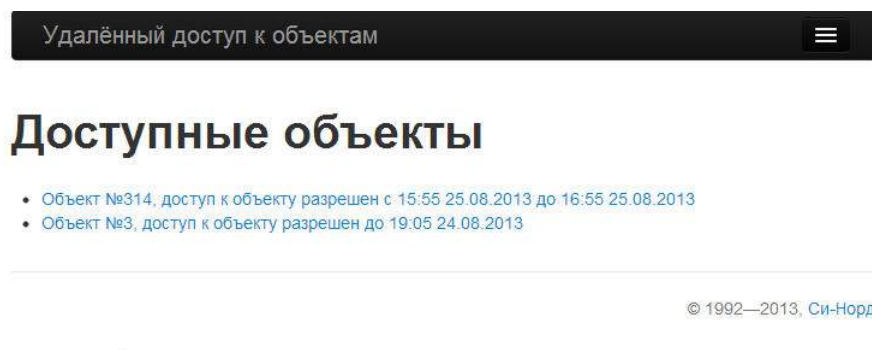 Удалённый доступ к объектам
Доступные объекты
Объект №314, доступ к объекту разрешен с 15:55 25.08.2013 до 16:55 25.08.2013
Объект №3, доступ к объекту разрешен до 19:05 24.08.2013
© 1992—2013, Си-Норд